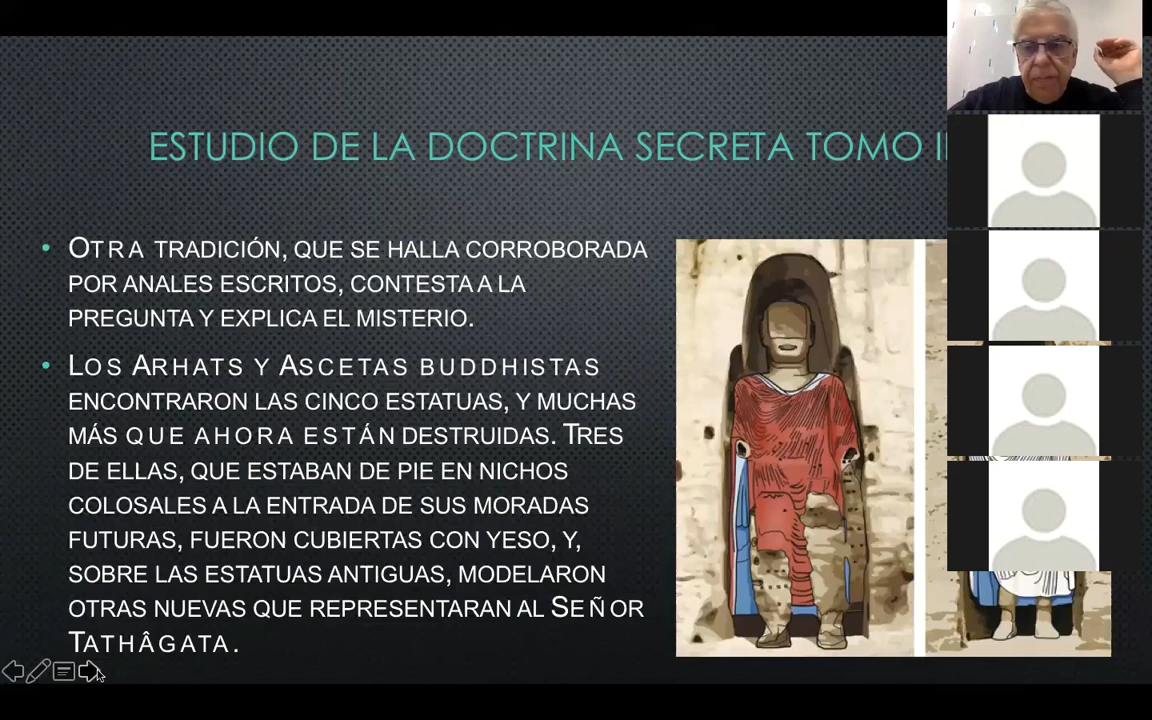 ESTUDIO DE LA DOCTRINA SECRETA TOMO
• OTRA TRADICIÓN, QUE SE HALLA CORROBORADA
POR ANALES ESCRITOS, CONTESTA A LA
PREGUNTA Y EXPLICA EL MISTERIO.
• LOS ARHATS Y ASCETAS BUDDHISTAS
ENCONTRARON LAS CINCO ESTATUAS, Y MUCHAS
MÁS QUE AHORA ESTÁN DESTRUIDAS. TRES
DE ELLAS, QUE ESTABAN DE PIE EN NICHOS
COLOSALES A LA ENTRADA DE SUS MORADAS
FUTURAS, FUERON CUBIERTAS CON YESO, Y,
SOBRE LAS ESTATUAS ANTIGUAS, MODELARON
OTRAS NUEVAS QUE REPRESENTARAN AL SEÑOR
TATHÂGATA.